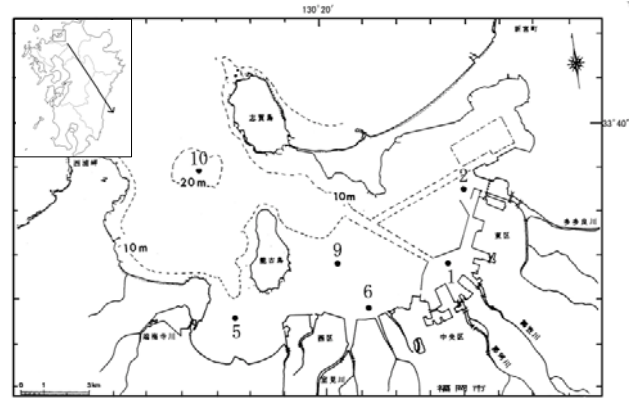 130°20'
新宮町
33°40'
志賀島
西浦岬
10
20m
10m
2
多々良川
東区
10m
能古島
9
1
6
5
西区
中央区
室見川
那珂川
福岡市
0 1 5km